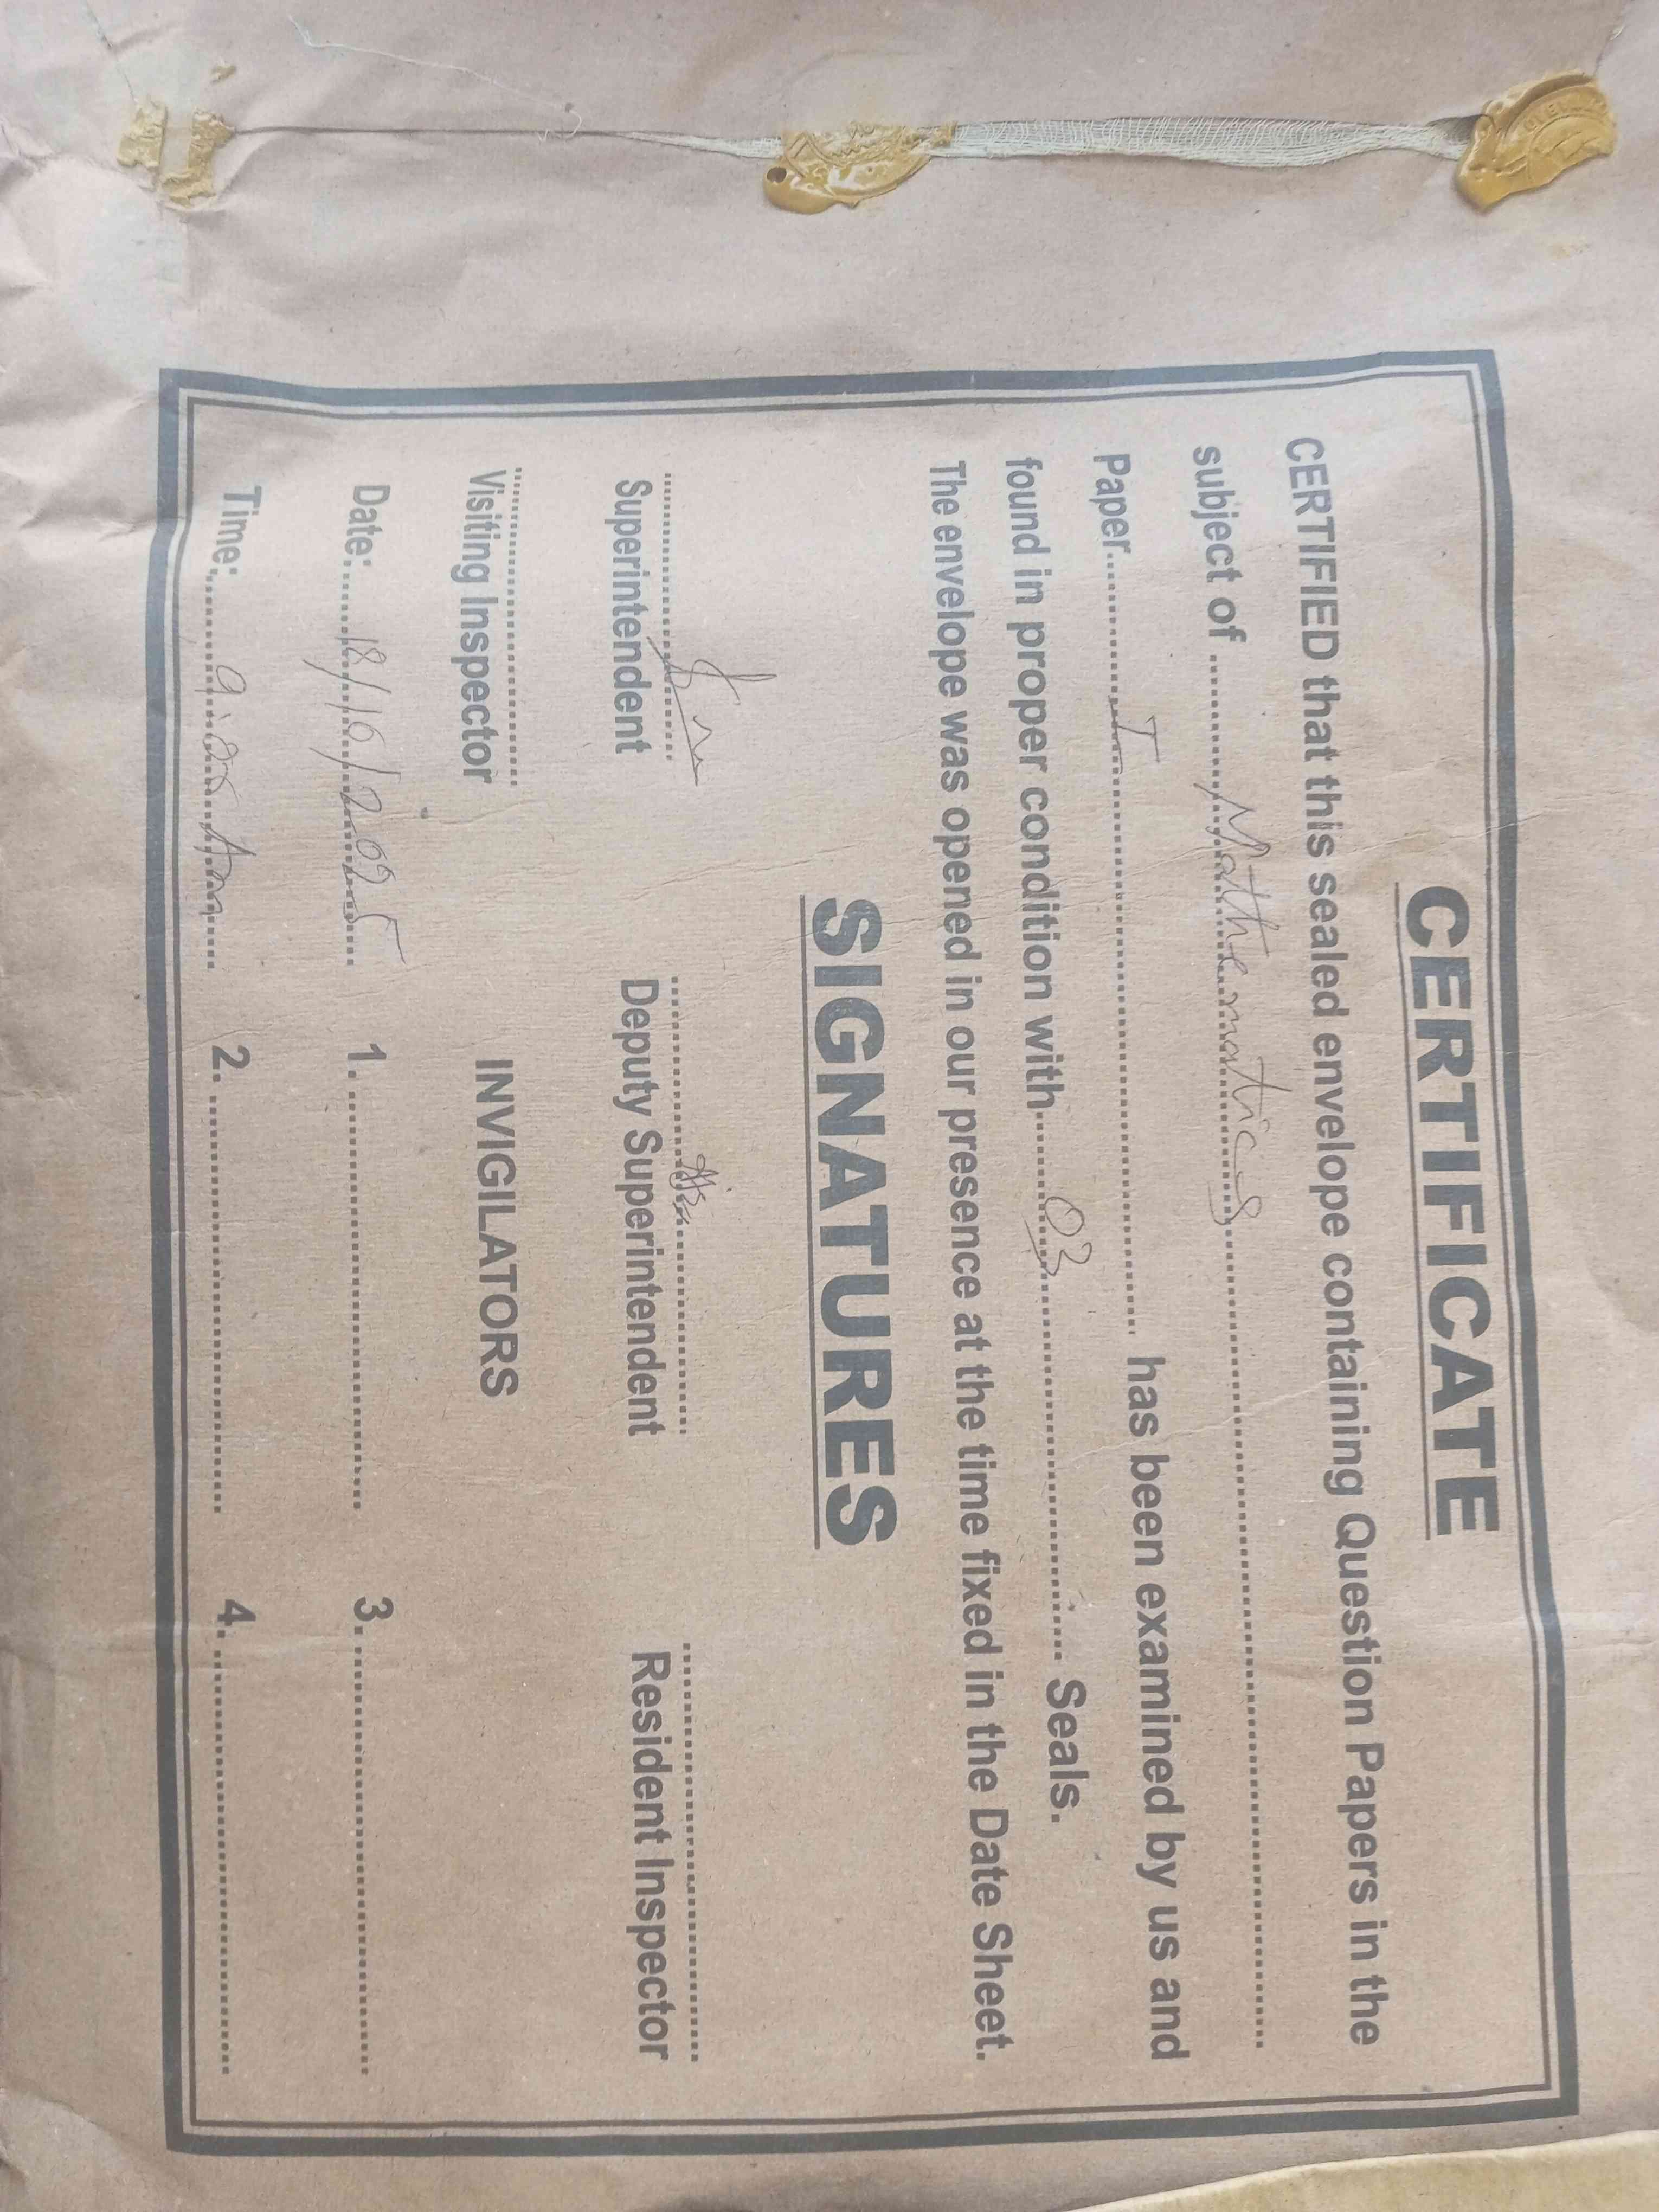 CERTIFICATE
CERTIFIED that this sealed envelope containing Question Papers in the
subject of Mathematics
Paper I has been examined by us and
found in proper condition with 03 Seals.
The envelope was opened in our presence at the time fixed in the Date Sheet.
SIGNATURES
Superintendent Deputy Superintendent Resident Inspector
Visiting Inspector INVIGILATORS
Date: 18/10/2025 1. 3.
Time: 9:00 Am 2. 4.